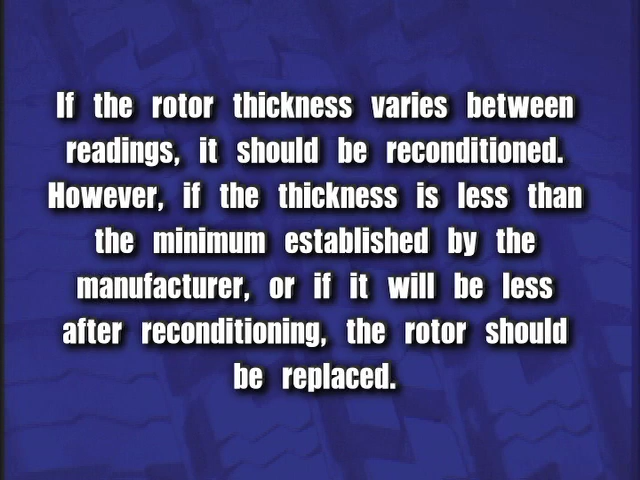 If the rotor thickness varies between
readings, it should be reconditioned.
However, if the thickness is less than
the minimum established by the
manufacturer, or if it will be less
after reconditioning, the rotor should
be replaced.